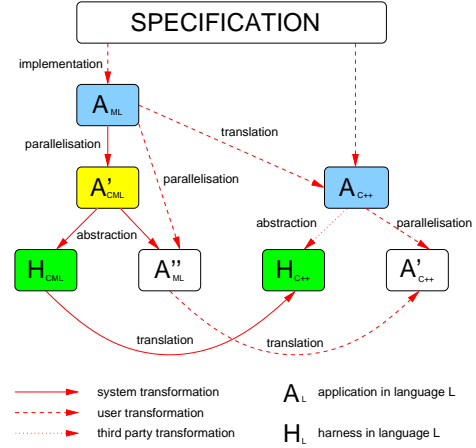 SPECIFICATION
implementation
A ML
translation
parallelisation
A' CML
parallelisation
A C++
abstraction
abstraction
parallelisation
H CML
A'' ML
H C++
A' C++
translation
translation
system transformation
A L application in language L
user transformation
third party transformation
H L harness in language L